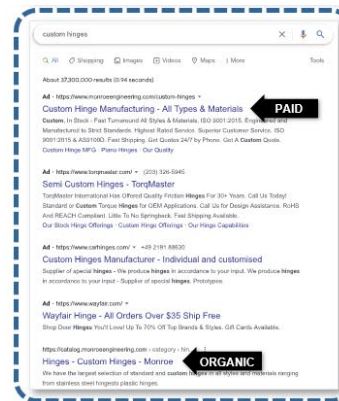 custom hinges
All Shopping Images Videos Maps More Tools
About 37,300,000 results (0.94 seconds)
Ad · https://www.monroeengineering.com/custom-hinges
Custom Hinge Manufacturing - All Types & Materials
PAID
Custom, In Stock - Fast Turnaround All Styles & Materials, ISO 9001:2015. Engineered and
Manufactured to Strict Standards. Highest Rated Service. Superior Customer Service. ISO
9001:2015 & AS9100D. Fast Shipping. Get Quotes 24/7 by Phone. Get A Custom Quote.
Custom Hinge MFG · Piano Hinges · Our Quality
Ad · https://www.torqmaster.com/ (203) 326-5945
Semi Custom Hinges - TorqMaster
TorqMaster International Has Offered Quality Friction Hinges For 30+ Years. Call Us Today!
Standard or Custom Torque Hinges for OEM Applications. Call Us for Design Assistance. RoHS
And REACH Compliant. Little To No Springback. Fast Shipping Available.
Our Stock Hinges Offerings · Custom Hinges Offerings · Our Hinges Capabilities
Ad · https://www.carhinges.com/ +49 2191 88620
Custom Hinges Manufacturer - Individual and customised
Supplier of special hinges - We produce hinges in accordance to your input. We produce hinges
in accordance to your input - Supplier of special hinges. Prototypes.
Ad · https://www.wayfair.com/
Wayfair Hinge - All Orders Over $35 Ship Free
Shop Door Hinges You'll Love! Up To 70% Off Top Brands & Styles. Gift Cards Available.
https://catalog.monroeengineering.com › category › hin...
Hinges - Custom Hinges - Monroe
ORGANIC
We have the largest selection of standard and custom hinges in all styles and materials ranging
from stainless steel hinges to plastic hinges.